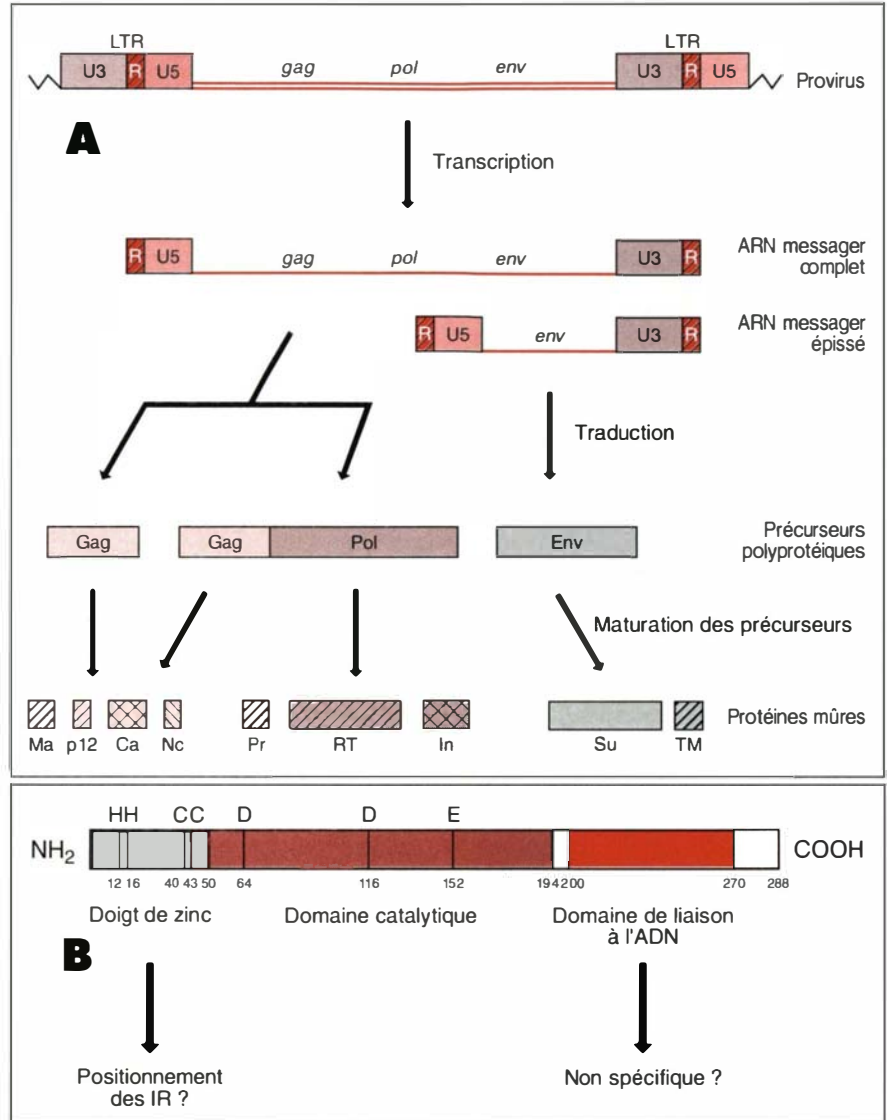 LTR LTR
U3 R U5 gag pol env U3 R U5 Provirus
A
Transcription
R U5 gag pol env U3 R ARN messager
complet
R U5 env U3 R ARN messager
épissé
Traduction
Gag Gag Pol Env Précurseurs
polyprotéiques
Maturation des précurseurs
Protéines mûres
Ma p12 Ca Nc Pr RT In Su TM
HH CC D D E
NH2 COOH
12 16 40 43 50 64 116 152 194200 270 288
Doigt de zinc Domaine catalytique Domaine de liaison
à l'ADN
B
Positionnement
des IR ?
Non spécifique ?